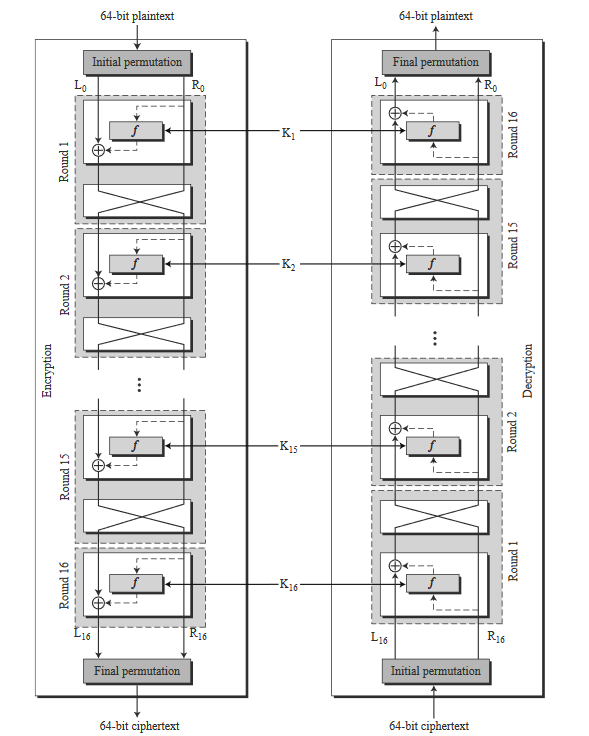 64-bit plaintext
Initial permutation
L0
R0
Round 1
f
K1
Round 2
f
K2
Encryption
Round 15
f
K15
Round 16
f
K16
L16
R16
Final permutation
64-bit ciphertext
64-bit plaintext
Final permutation
L0
R0
f
Round 16
f
Round 15
Decryption
f
Round 2
f
Round 1
L16
R16
Initial permutation
64-bit ciphertext